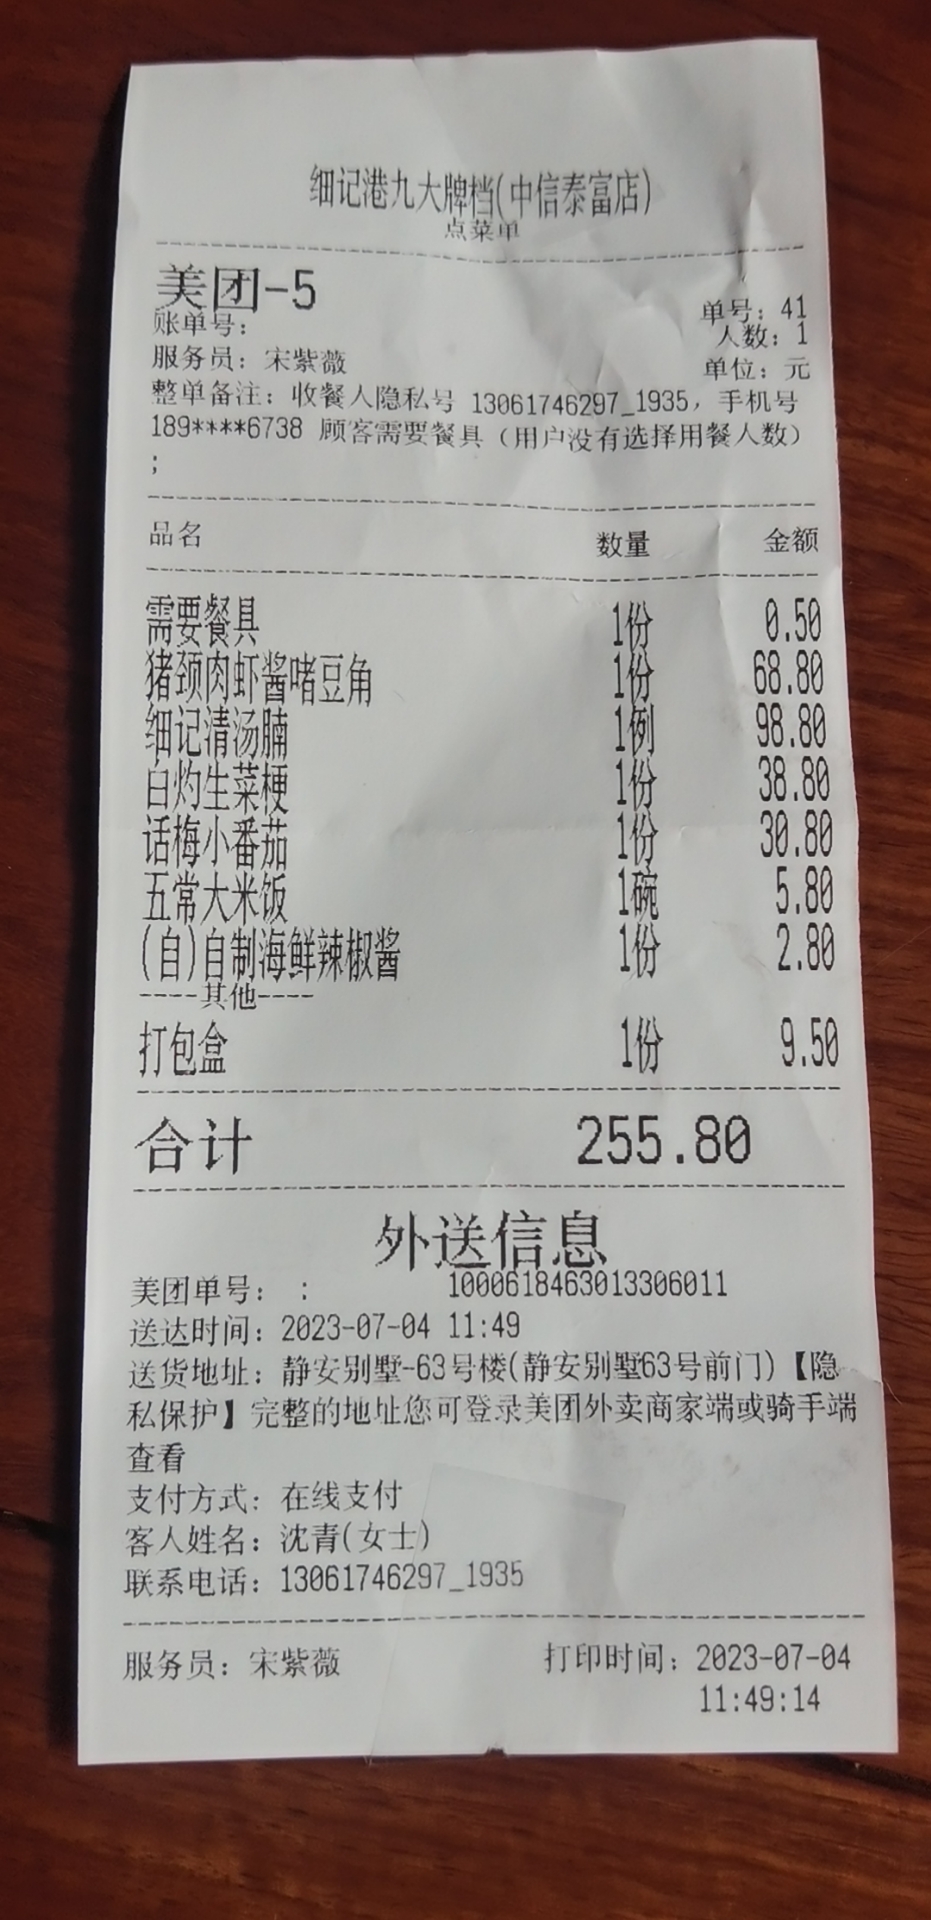 细记港九大牌档(中信泰富店)
点菜单
美团-5
单号: 41
账单号:
人数: 1
服务员: 宋紫薇
单位: 元
整单备注: 收餐人隐私号 13061746297_1935, 手机号
189****6738 顾客需要餐具（用户没有选择用餐人数）
;
品名 数量 金额
需要餐具 1份 0.50
猪颈肉虾酱啫豆角 1份 68.80
细记清汤腩 1例 98.80
白灼生菜梗 1份 38.80
话梅小番茄 1份 30.80
五常大米饭 1碗 5.80
(自)自制海鲜辣椒酱 1份 2.80
----其他----
打包盒 1份 9.50
合计 255.80
外送信息
美团单号: : 1000618463013306011
送达时间: 2023-07-04 11:49
送货地址: 静安别墅-63号楼(静安别墅63号前门)【隐
私保护】完整的地址您可登录美团外卖商家端或骑手端
查看
支付方式: 在线支付
客人姓名: 沈青(女士)
联系电话: 13061746297_1935
服务员: 宋紫薇 打印时间: 2023-07-04
11:49:14